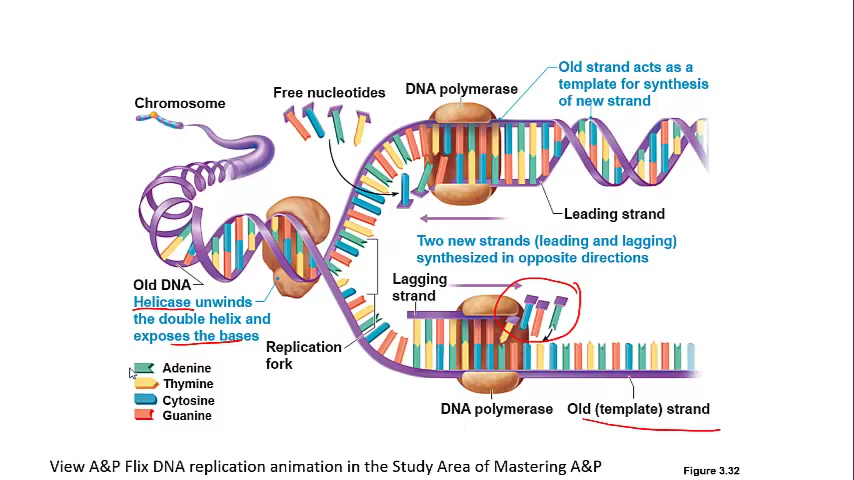 Chromosome
Free nucleotides
DNA polymerase
Old strand acts as a
template for synthesis
of new strand
Leading strand
Two new strands (leading and lagging)
synthesized in opposite directions
Old DNA
Helicase unwinds
the double helix and
exposes the bases
Lagging
strand
Replication
fork
Adenine
Thymine
Cytosine
Guanine
DNA polymerase
Old (template) strand
View A&P Flix DNA replication animation in the Study Area of Mastering A&P
Figure 3.32